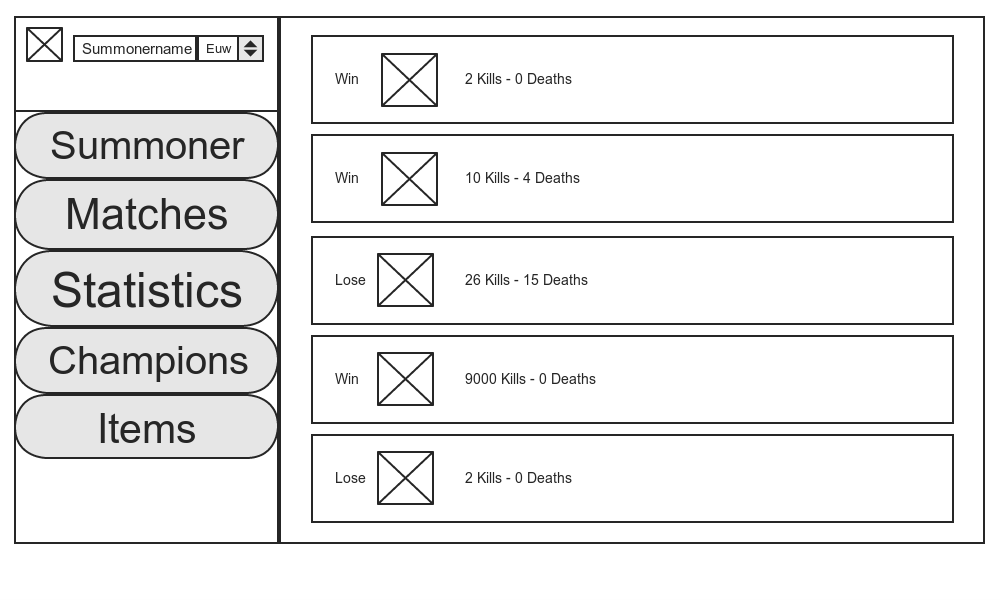 Summonername Euw
Summoner
Matches
Statistics
Champions
Items
Win 2 Kills - 0 Deaths
Win 10 Kills - 4 Deaths
Lose 26 Kills - 15 Deaths
Win 9000 Kills - 0 Deaths
Lose 2 Kills - 0 Deaths